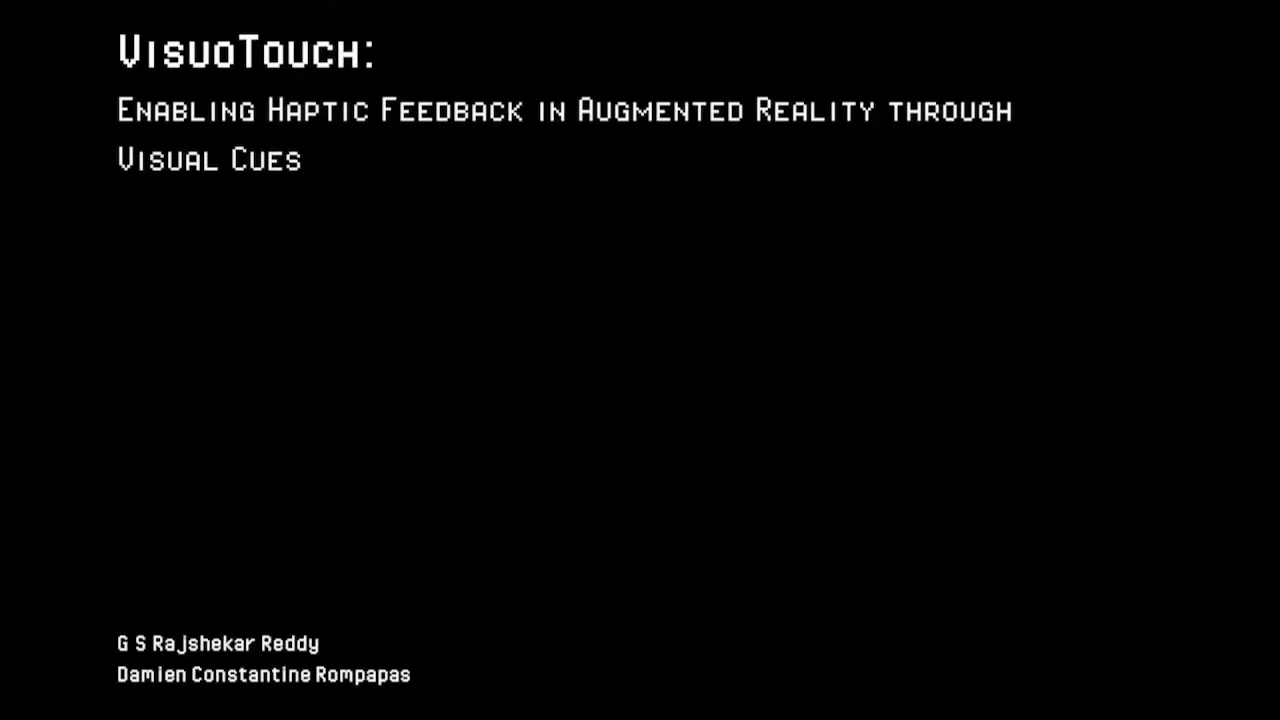 VisuoTouch:
Enabling Haptic Feedback in Augmented Reality through
Visual Cues
G S Rajshekar Reddy
Damien Constantine Rompapas